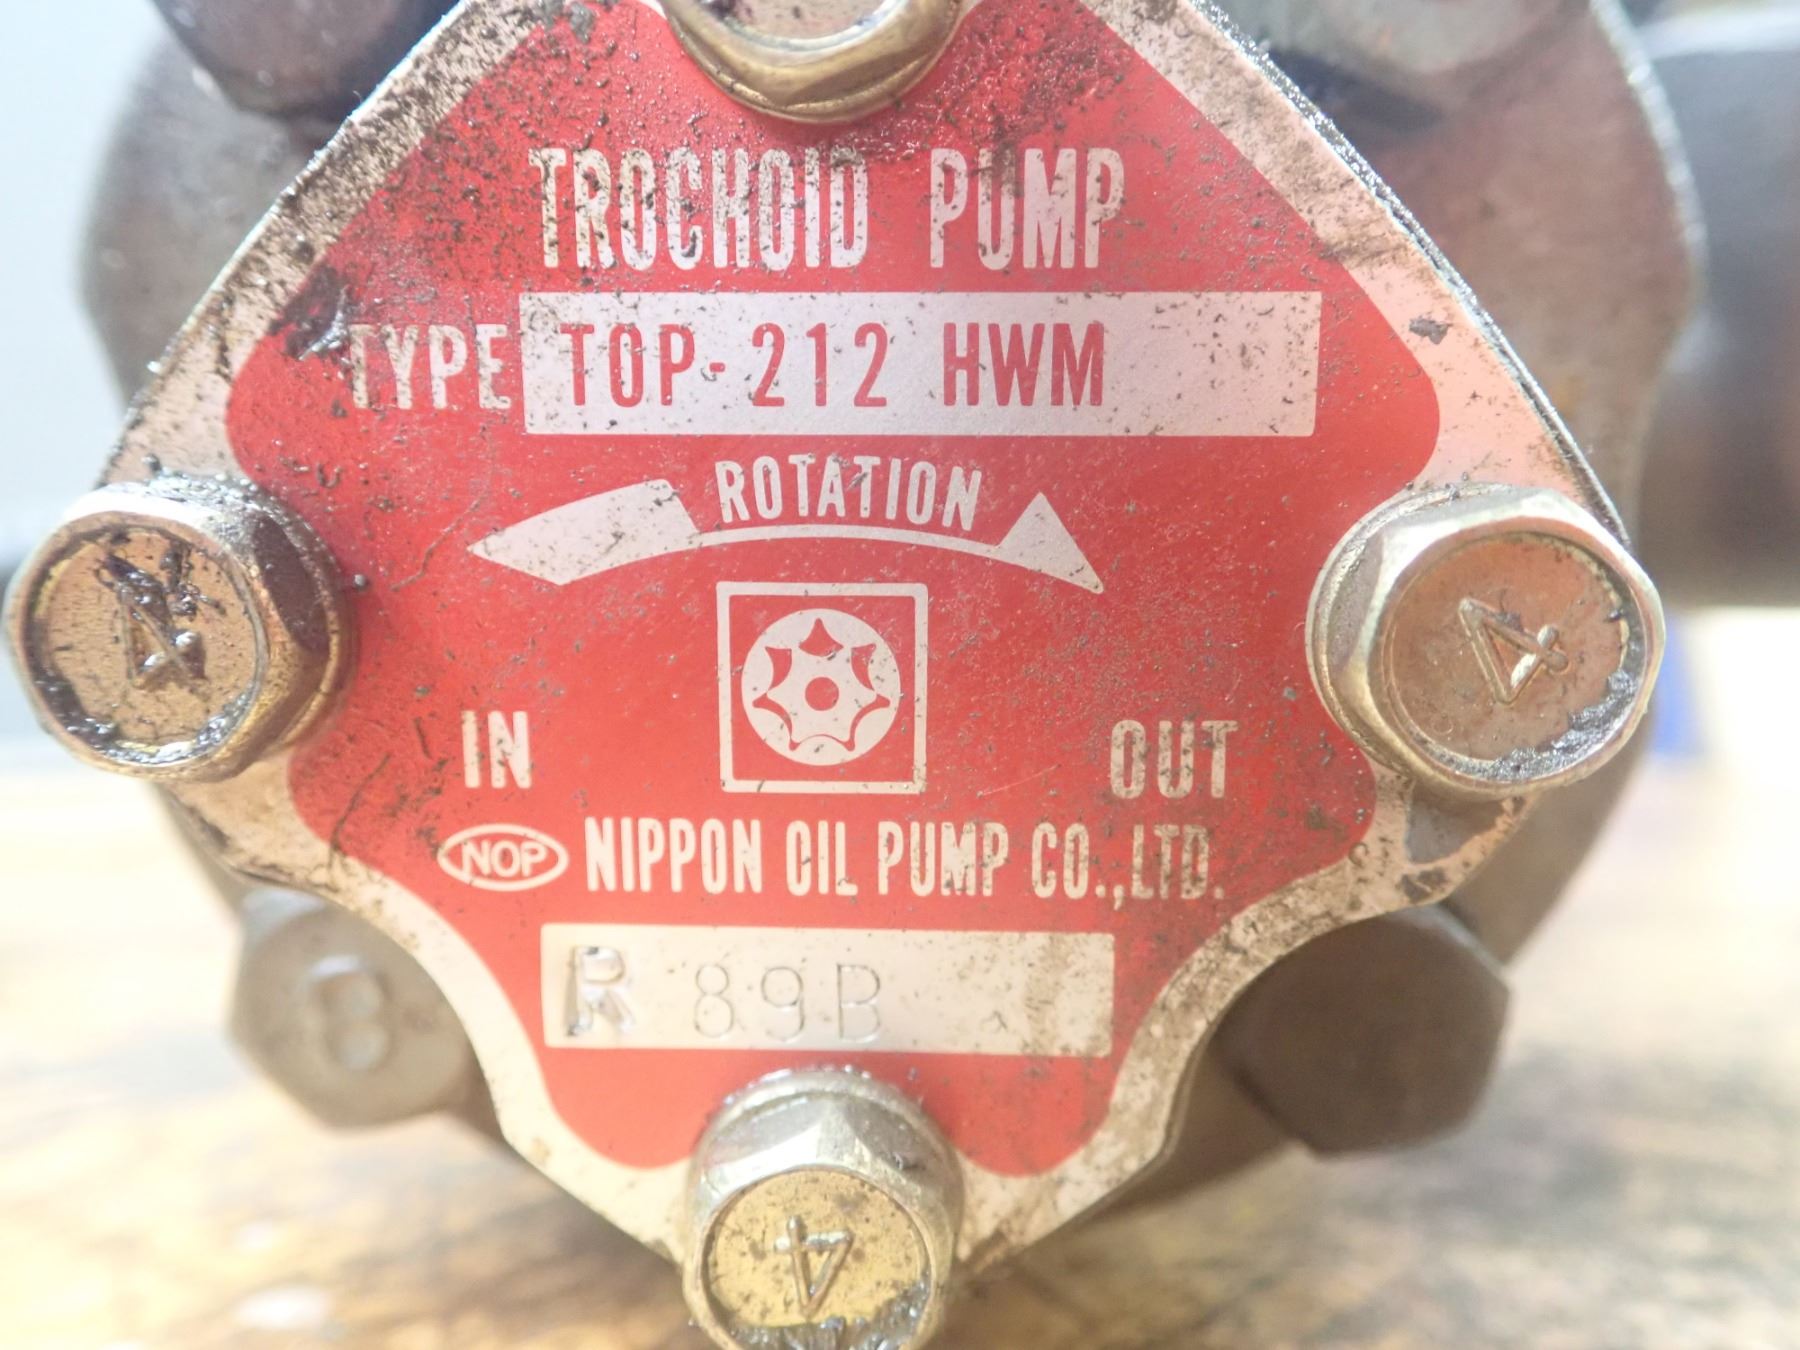 TROCHOID PUMP
TYPE TOP-212 HWM
ROTATION
IN OUT
NOP NIPPON OIL PUMP CO.,LTD.
R 89B
4
4
4
8